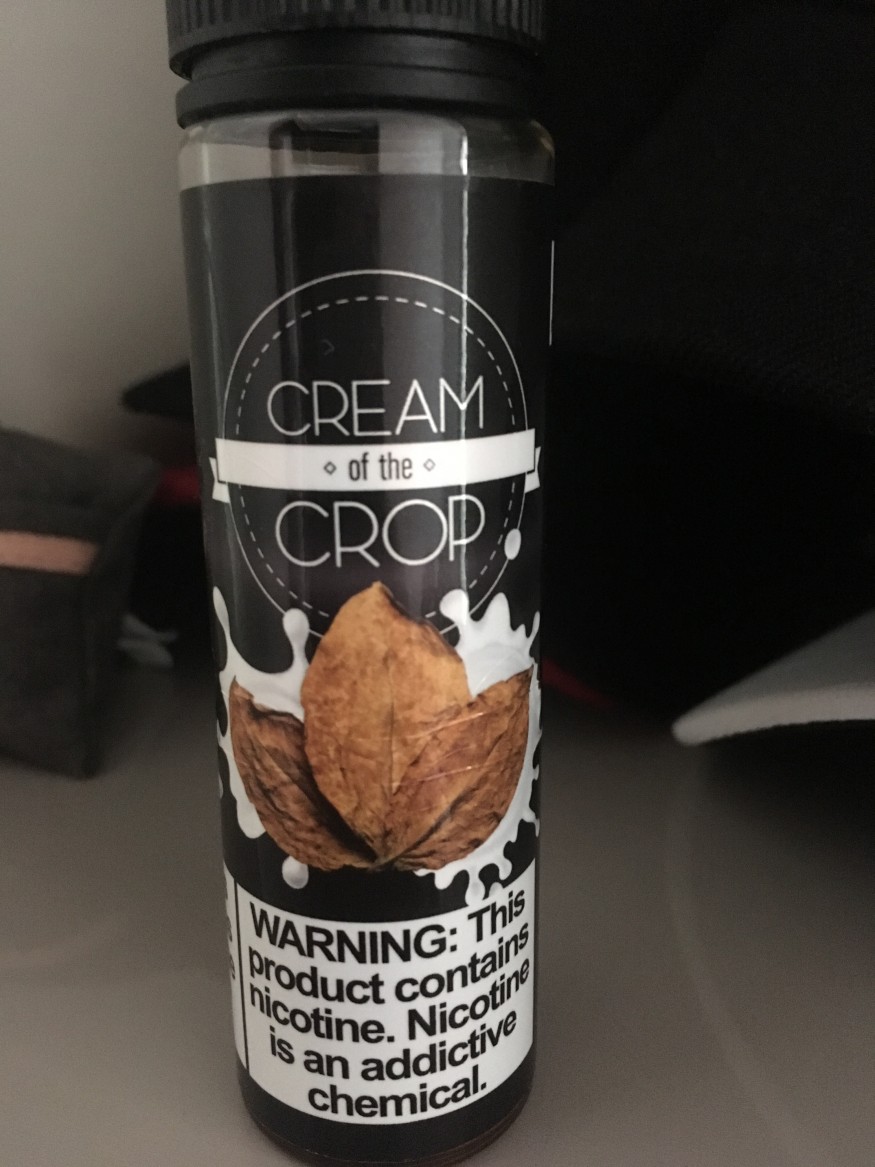 CREAM
of the
CROP
WARNING: This
product contains
nicotine. Nicotine
is an addictive
chemical.